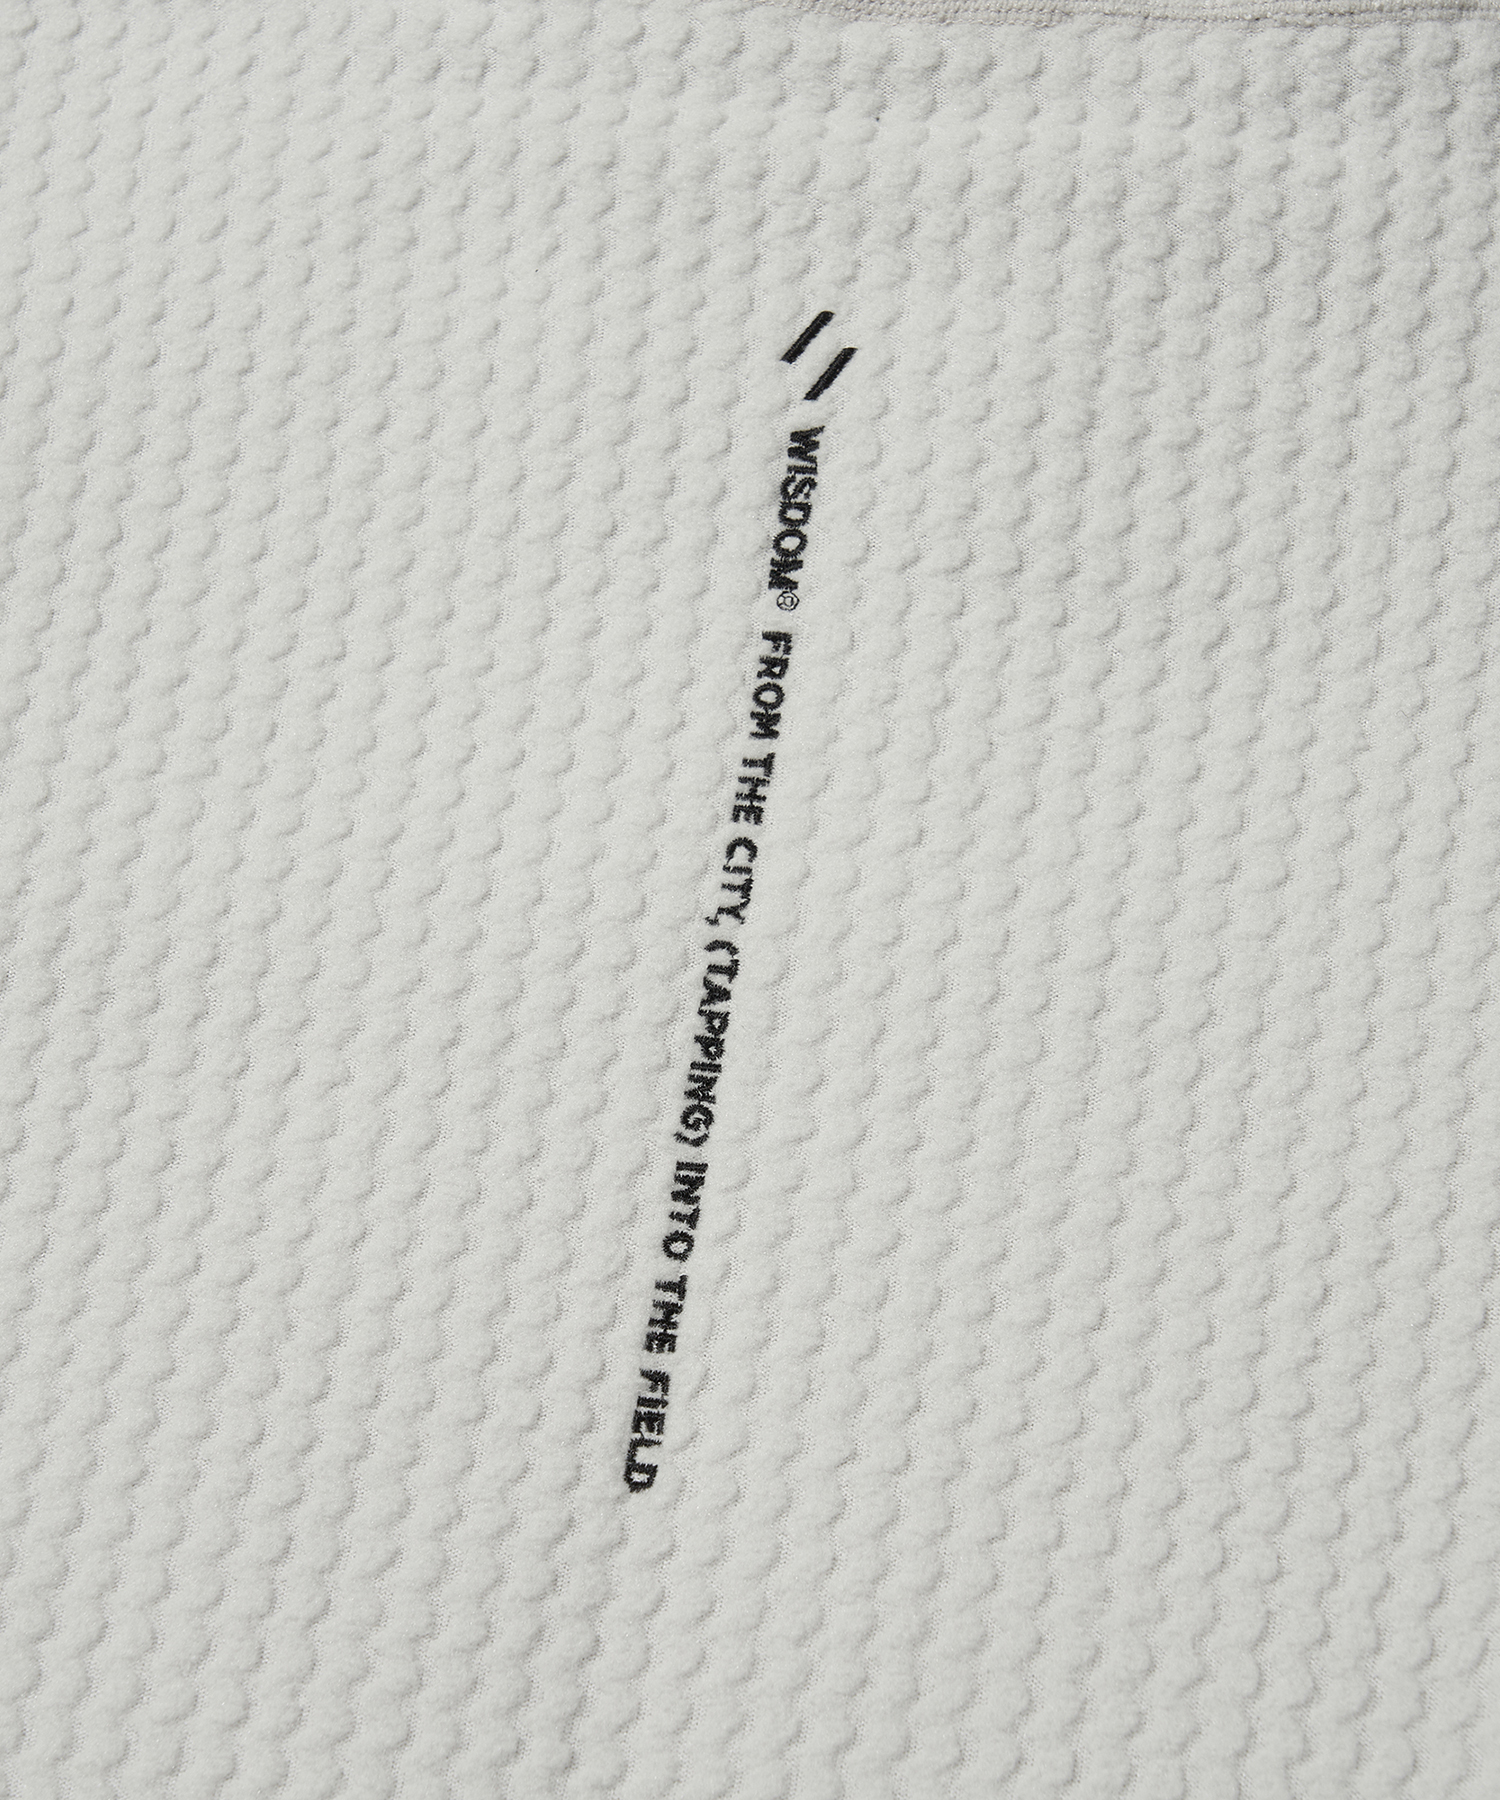 WISDOM® FROM THE CITY, (TAPPING) INTO THE FIELD